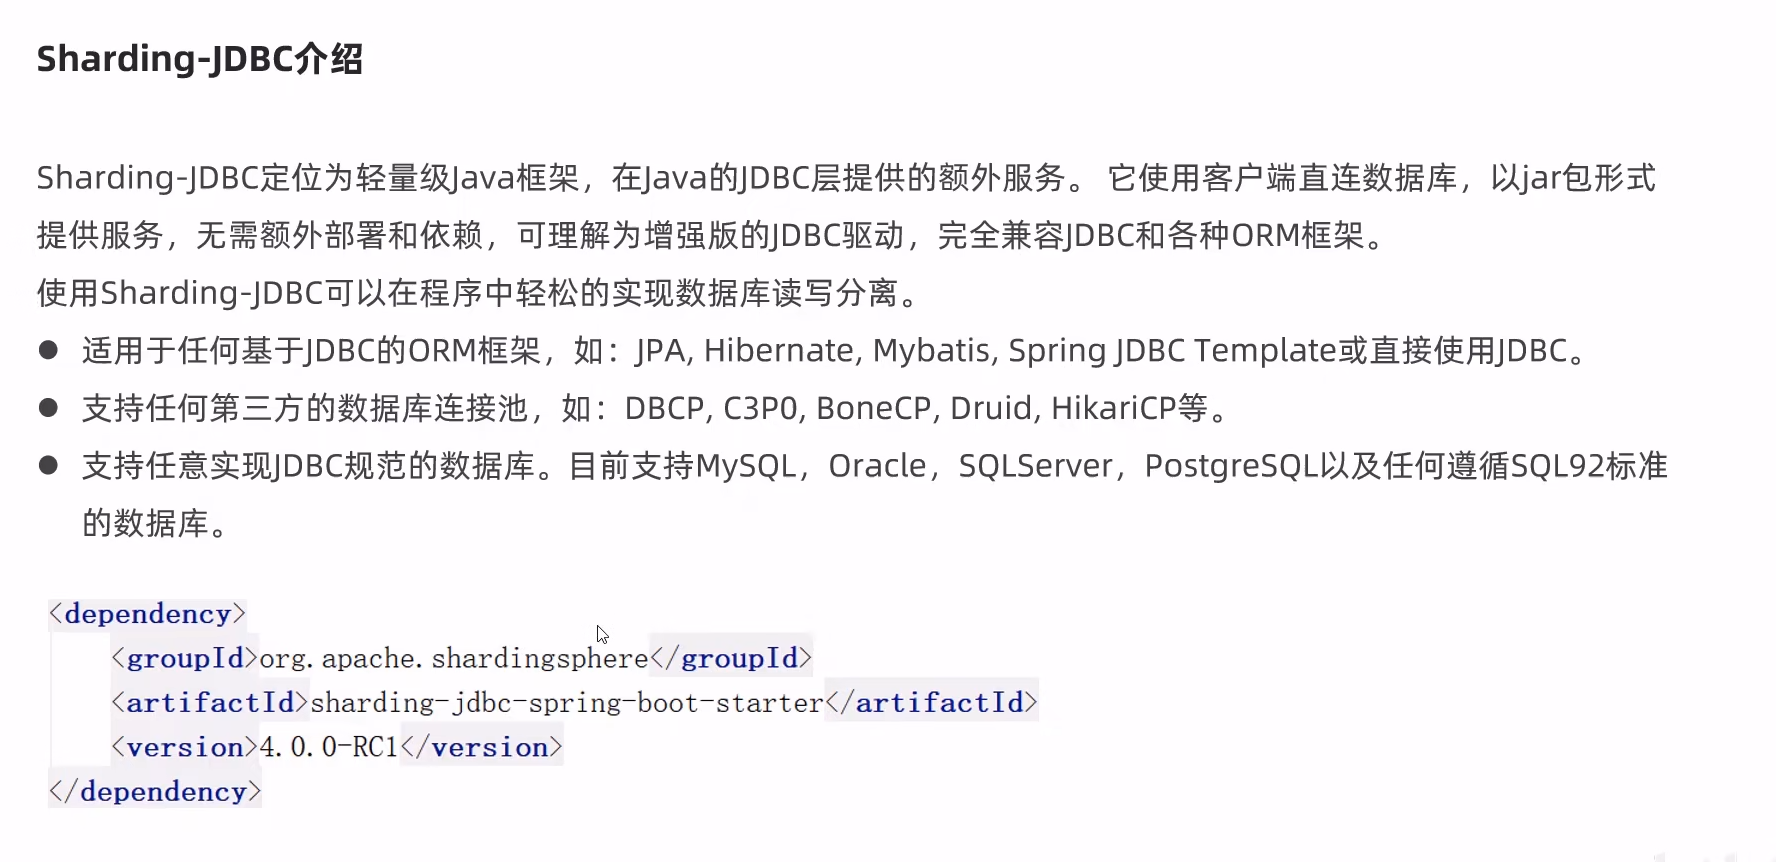 Sharding-JDBC介绍
Sharding-JDBC定位为轻量级Java框架，在Java的JDBC层提供的额外服务。 它使用客户端直连数据库，以jar包形式
提供服务，无需额外部署和依赖，可理解为增强版的JDBC驱动，完全兼容JDBC和各种ORM框架。
使用Sharding-JDBC可以在程序中轻松的实现数据库读写分离。
● 适用于任何基于JDBC的ORM框架，如：JPA, Hibernate, Mybatis, Spring JDBC Template或直接使用JDBC。
● 支持任何第三方的数据库连接池，如：DBCP, C3P0, BoneCP, Druid, HikariCP等。
● 支持任意实现JDBC规范的数据库。目前支持MySQL，Oracle，SQLServer，PostgreSQL以及任何遵循SQL92标准
的数据库。
<dependency>
<groupId>org.apache.shardingsphere</groupId>
<artifactId>sharding-jdbc-spring-boot-starter</artifactId>
<version>4.0.0-RC1</version>
</dependency>